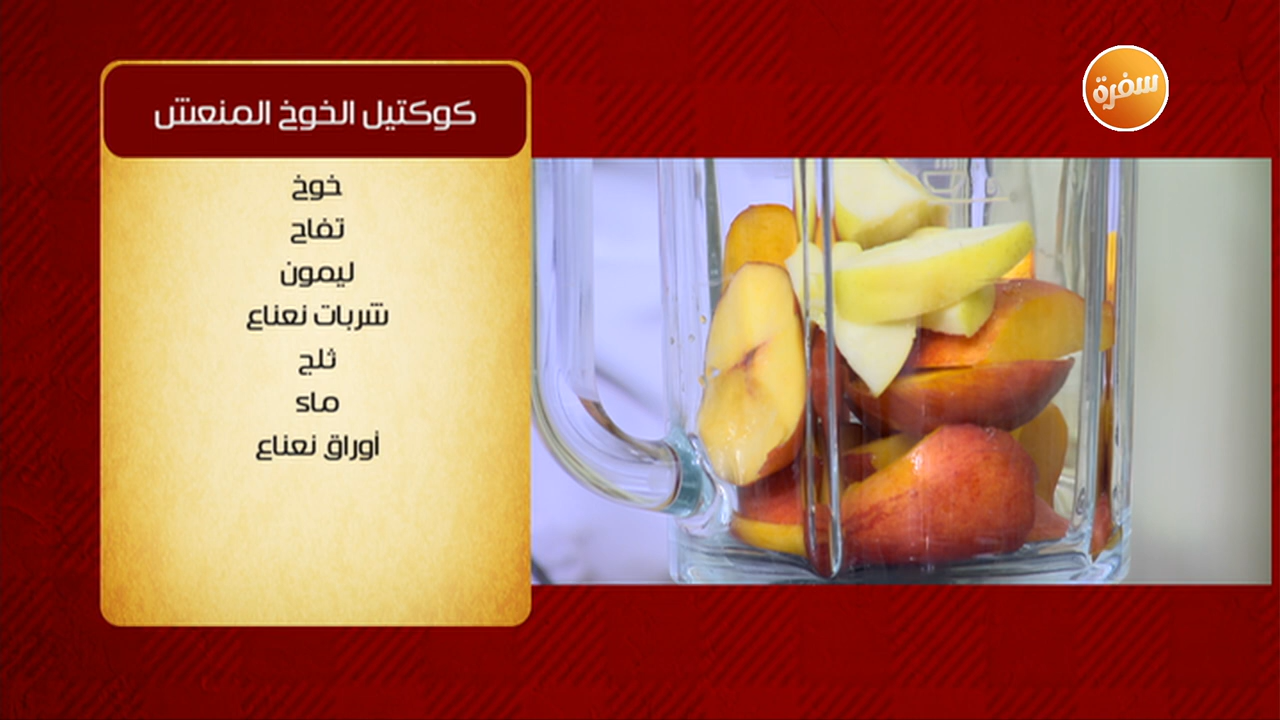 كوكتيل الخوخ المنعش
خوخ
تفاح
ليمون
شربات نعناع
ثلج
ماء
أوراق نعناع
سفرة